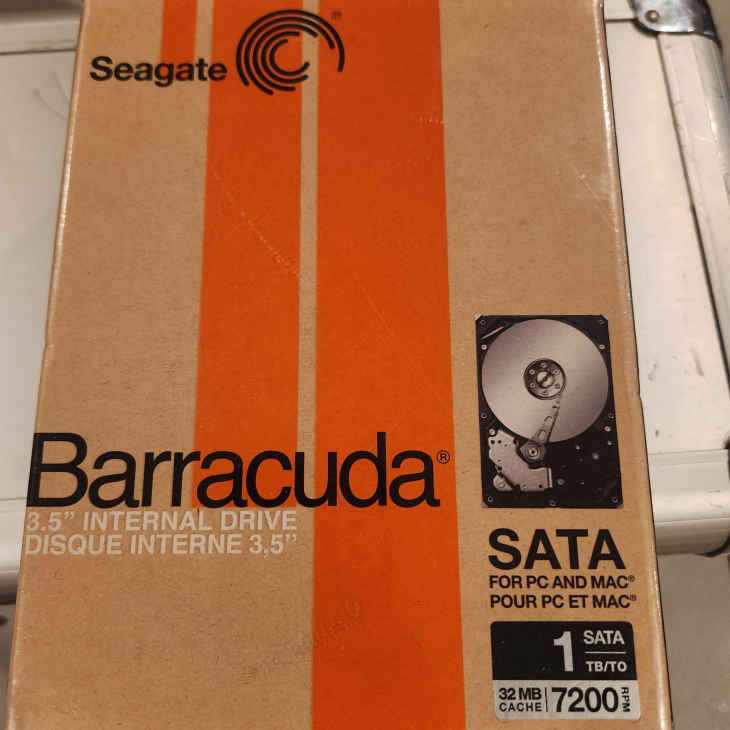 Seagate®
Barracuda®
3.5" INTERNAL DRIVE
DISQUE INTERNE 3,5"
SATA
FOR PC AND MAC®
POUR PC ET MAC®
1 SATA
TB/TO
32 MB CACHE 7200 RPM